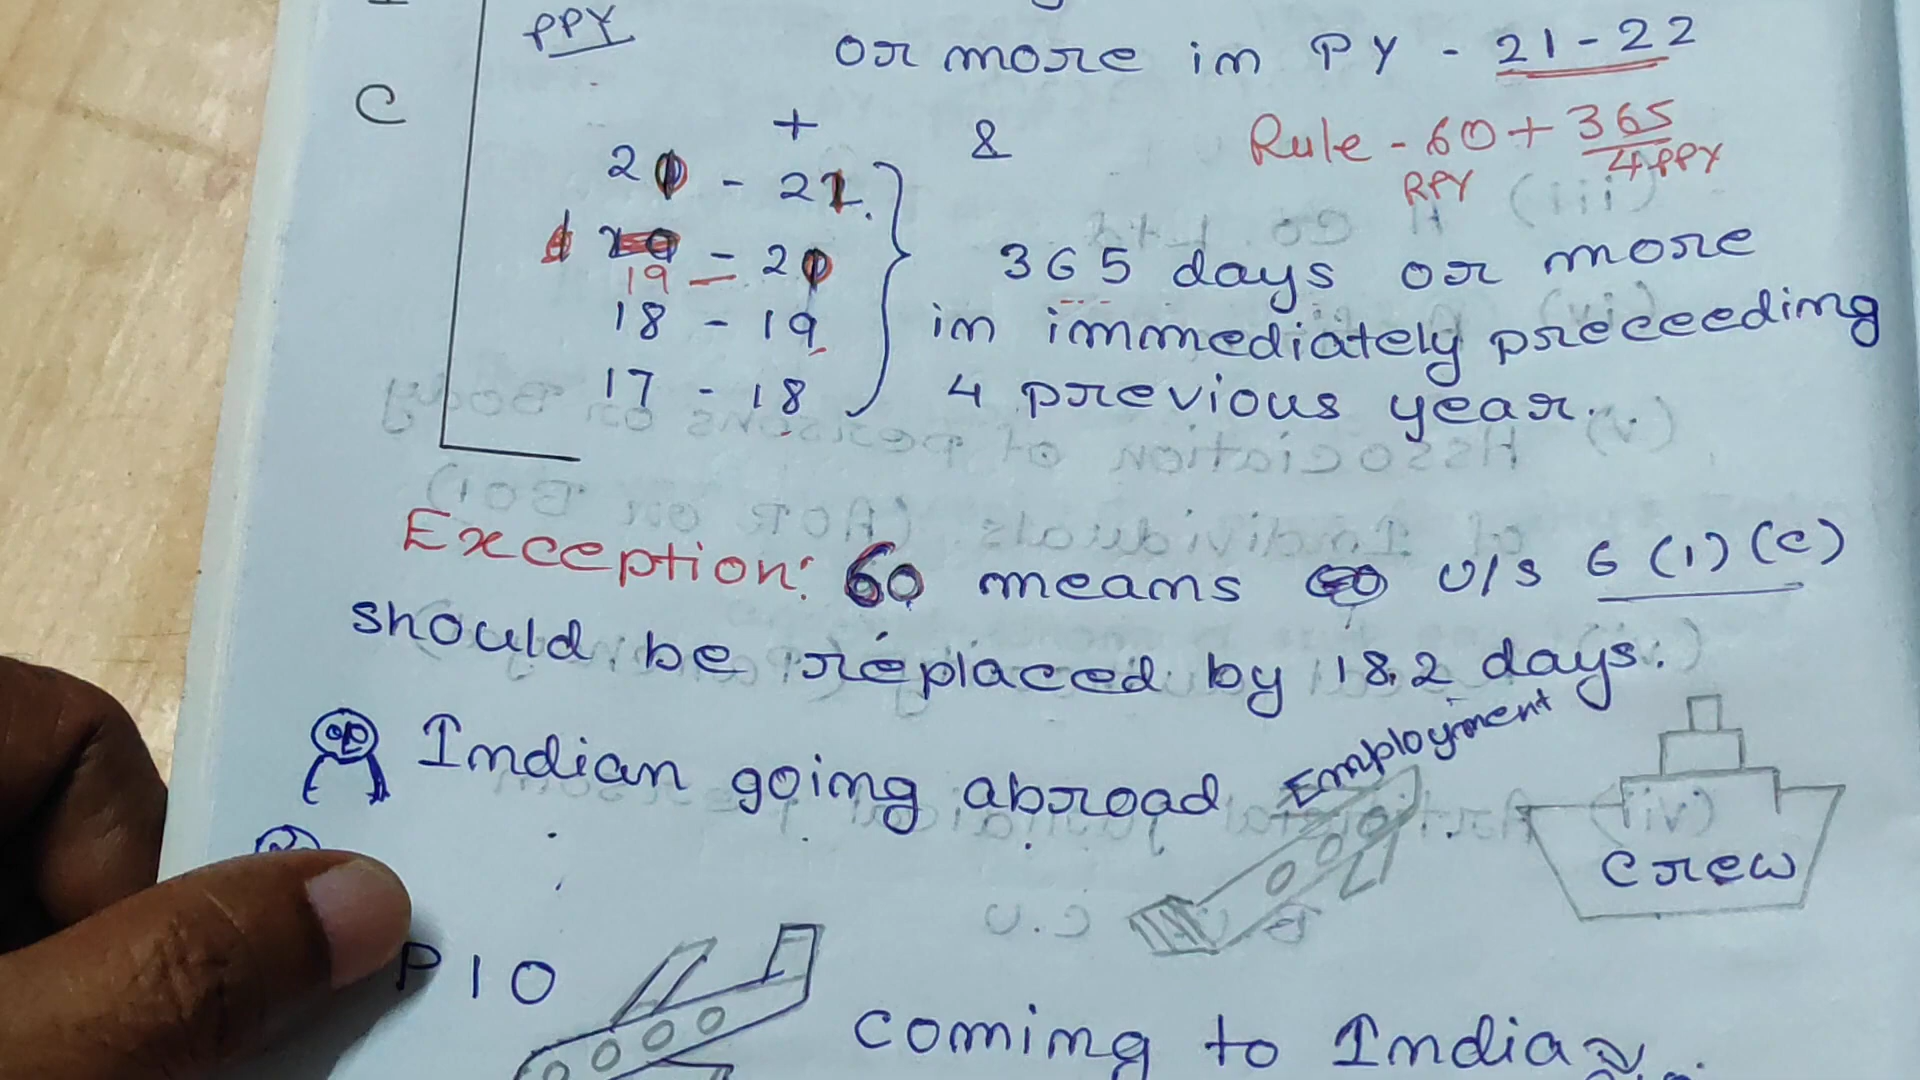 PPY
or more in PY - 21-22
C
+ &
Rule - 60 + 365
RPY 4PPY
20 - 21.
19 - 20
365 days or more
18 - 19
in immediately preceeding
17 - 18
4 previous year.
Exception: 60 means 60 U/S 6 (1) (c)
should be replaced by 182 days.
Indian going abroad Employment
Crew
PIO
coming to India